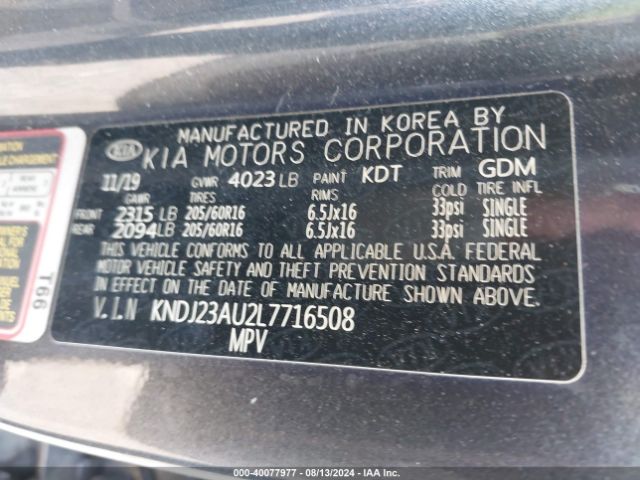 MANUFACTURED IN KOREA BY
KIA KIA MOTORS CORPORATION
11/19 GVWR 4023 LB PAINT KDT TRIM GDM
GAWR TIRES RIMS COLD TIRE INFL
FRONT 2315 LB 205/60R16 6.5Jx16 33psi SINGLE
REAR 2094 LB 205/60R16 6.5Jx16 33psi SINGLE
THIS VEHICLE CONFORMS TO ALL APPLICABLE U.S.A. FEDERAL
MOTOR VEHICLE SAFETY AND THEFT PREVENTION STANDARDS
IN EFFECT ON THE DATE OF MANUFACTURE SHOWN ABOVE.
V.I.N KNDJ23AU2L7716508
MPV
T66
000-40077977 - 08/13/2024 - IAA Inc.